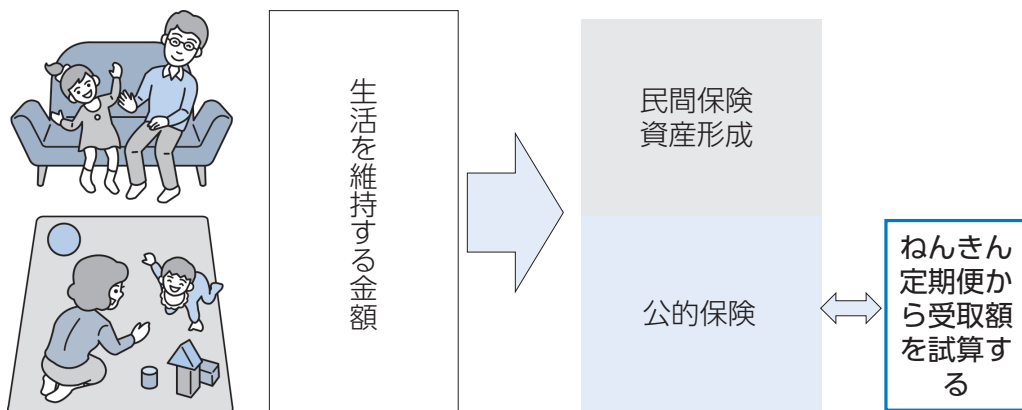 生活を維持する金額
民間保険
資産形成
公的保険
ねんきん
定期便か
ら受取額
を試算す
る